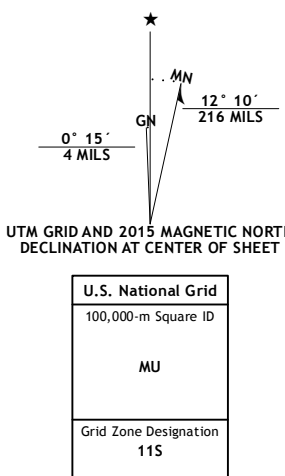 MN
GN
12° 10´
216 MILS
0° 15´
4 MILS
UTM GRID AND 2015 MAGNETIC NORTH
DECLINATION AT CENTER OF SHEET
U.S. National Grid
100,000-m Square ID
MU
Grid Zone Designation
11S